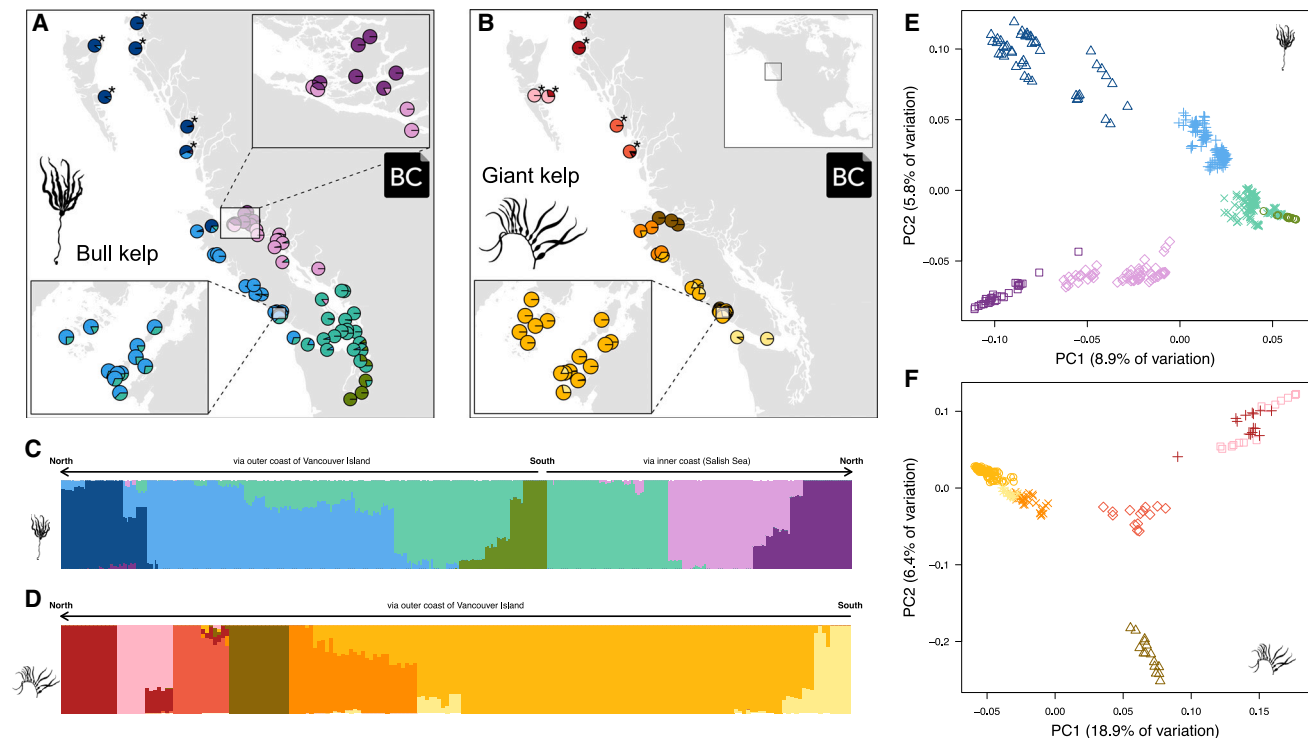 A
*
*
*
*
*
*
BC
Bull kelp
B
*
*
*
*
*
*
BC
Giant kelp
C
North
via outer coast of Vancouver Island
South
via inner coast (Salish Sea)
North
D
North
via outer coast of Vancouver Island
South
E
0.10
0.05
0.00
−0.05
PC2 (5.8% of variation)
−0.10
−0.05
0.00
0.05
PC1 (8.9% of variation)
F
0.1
0.0
−0.1
−0.2
PC2 (6.4% of variation)
−0.05
0.00
0.05
0.10
0.15
PC1 (18.9% of variation)